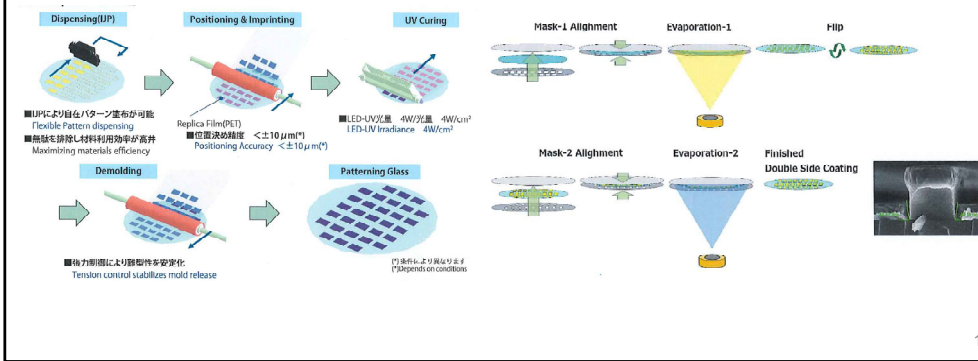 Dispensing(IJP)
Positioning & Imprinting
UV Curing
■IJPにより自在パターン塗布が可能
Flexible Pattern dispensing
■無駄を排除し材料利用効率が高井
Maximizing materials efficiency
Replica Film(PET)
■位置決め精度 <±10μm(*)
Positioning Accuracy <±10μm(*)
■LED-UV光量 4W/光量 4W/cm²
LED-UV Irradiance 4W/cm²
Demolding
Patterning Glass
■張力制御により離型性を安定化
Tension control stabilizes mold release
(*)条件により異なります
(*)Depends on conditions
Mask-1 Alighment
Evaporation-1
Flip
Mask-2 Alighment
Evaporation-2
Finished
Double Side Coating